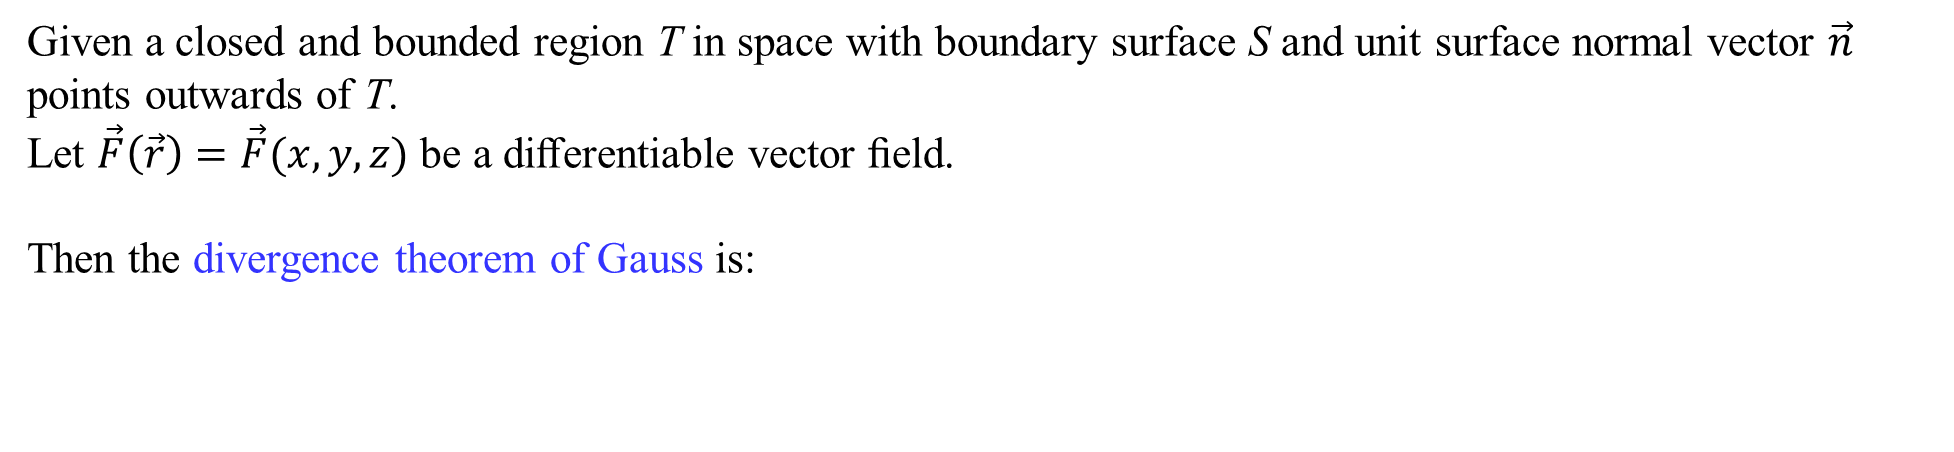 Given a closed and bounded region T in space with boundary surface S and unit surface normal vector n⃗
points outwards of T.
Let F⃗(r⃗) = F⃗(x, y, z) be a differentiable vector field.
Then the divergence theorem of Gauss is: